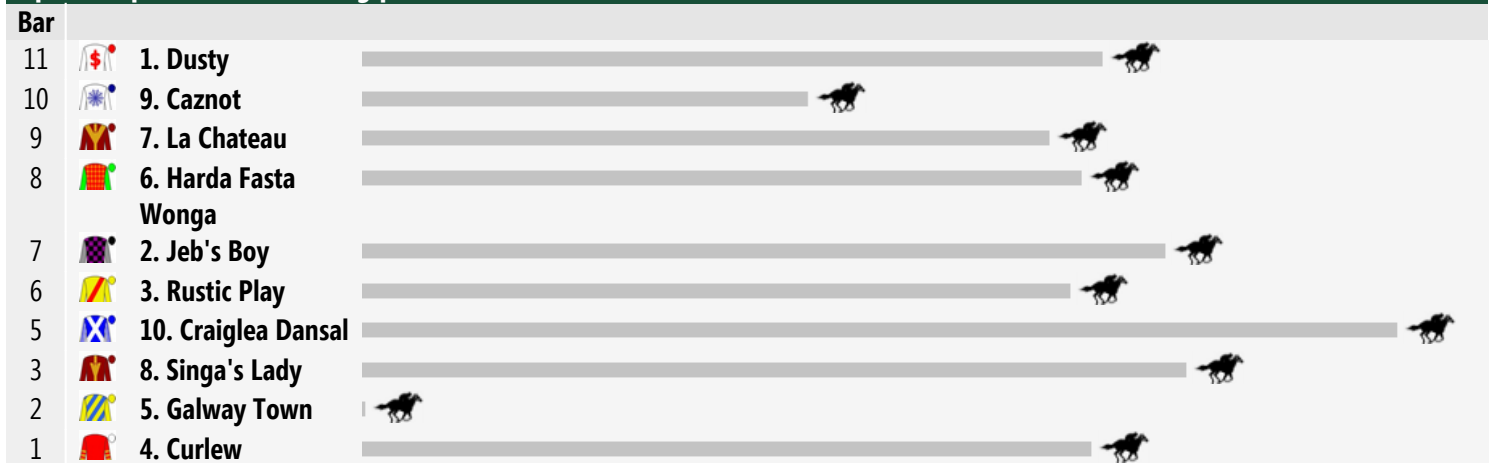 Bar
11 $ 1. Dusty
10 9. Caznot
9 7. La Chateau
8 6. Harda Fasta
Wonga
7 2. Jeb's Boy
6 3. Rustic Play
5 10. Craiglea Dansal
3 8. Singa's Lady
2 5. Galway Town
1 4. Curlew